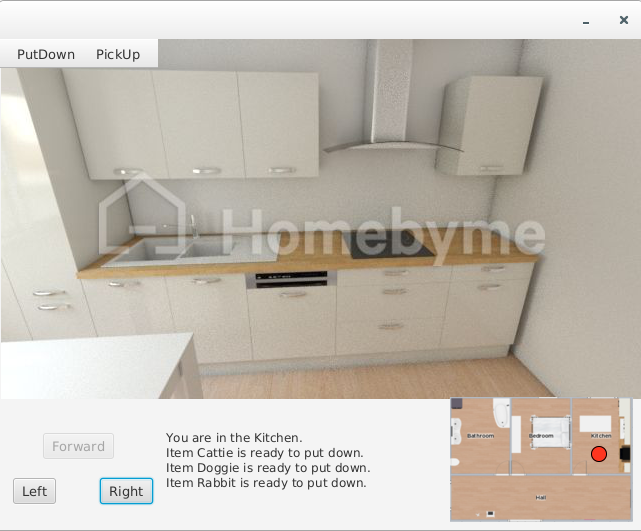 PutDown PickUp
Homebyme
Forward
Left Right
You are in the Kitchen.
Item Cattie is ready to put down.
Item Doggie is ready to put down.
Item Rabbit is ready to put down.
Bathroom Bedroom Kitchen
Hall